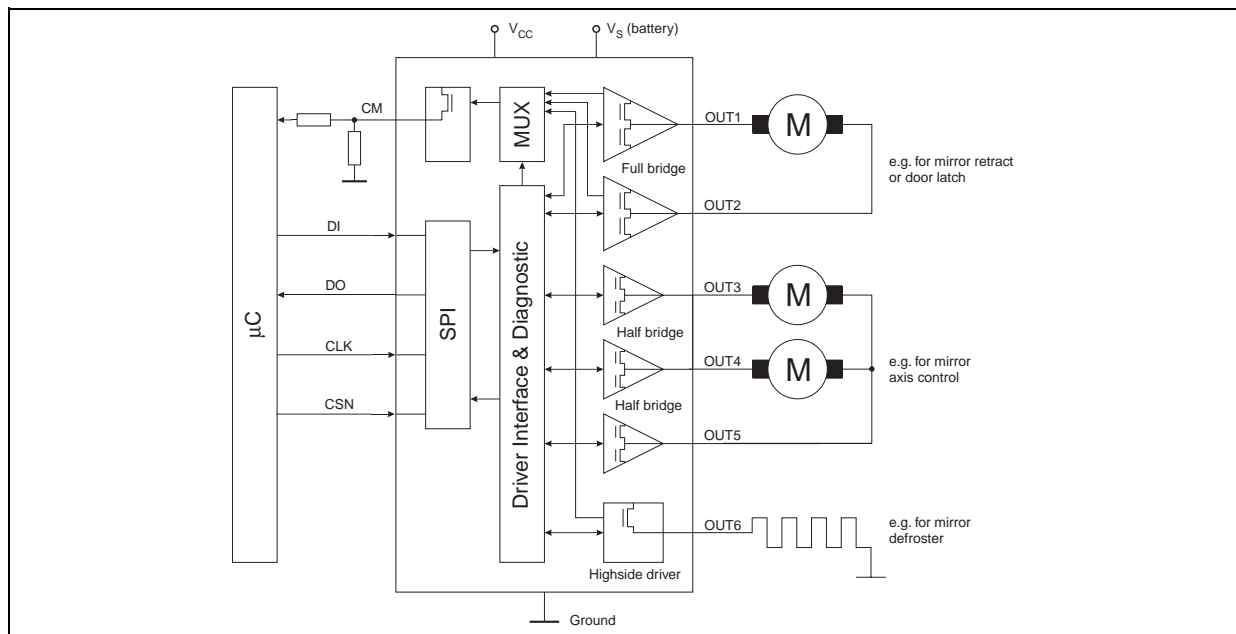 V_CC
V_S (battery)
CM
MUX
OUT1
M
Full bridge
e.g. for mirror retract
or door latch
OUT2
DI
µC
SPI
Driver Interface & Diagnostic
DO
OUT3
M
Half bridge
CLK
OUT4
M
e.g. for mirror
axis control
Half bridge
CSN
OUT5
OUT6
e.g. for mirror
defroster
Highside driver
Ground